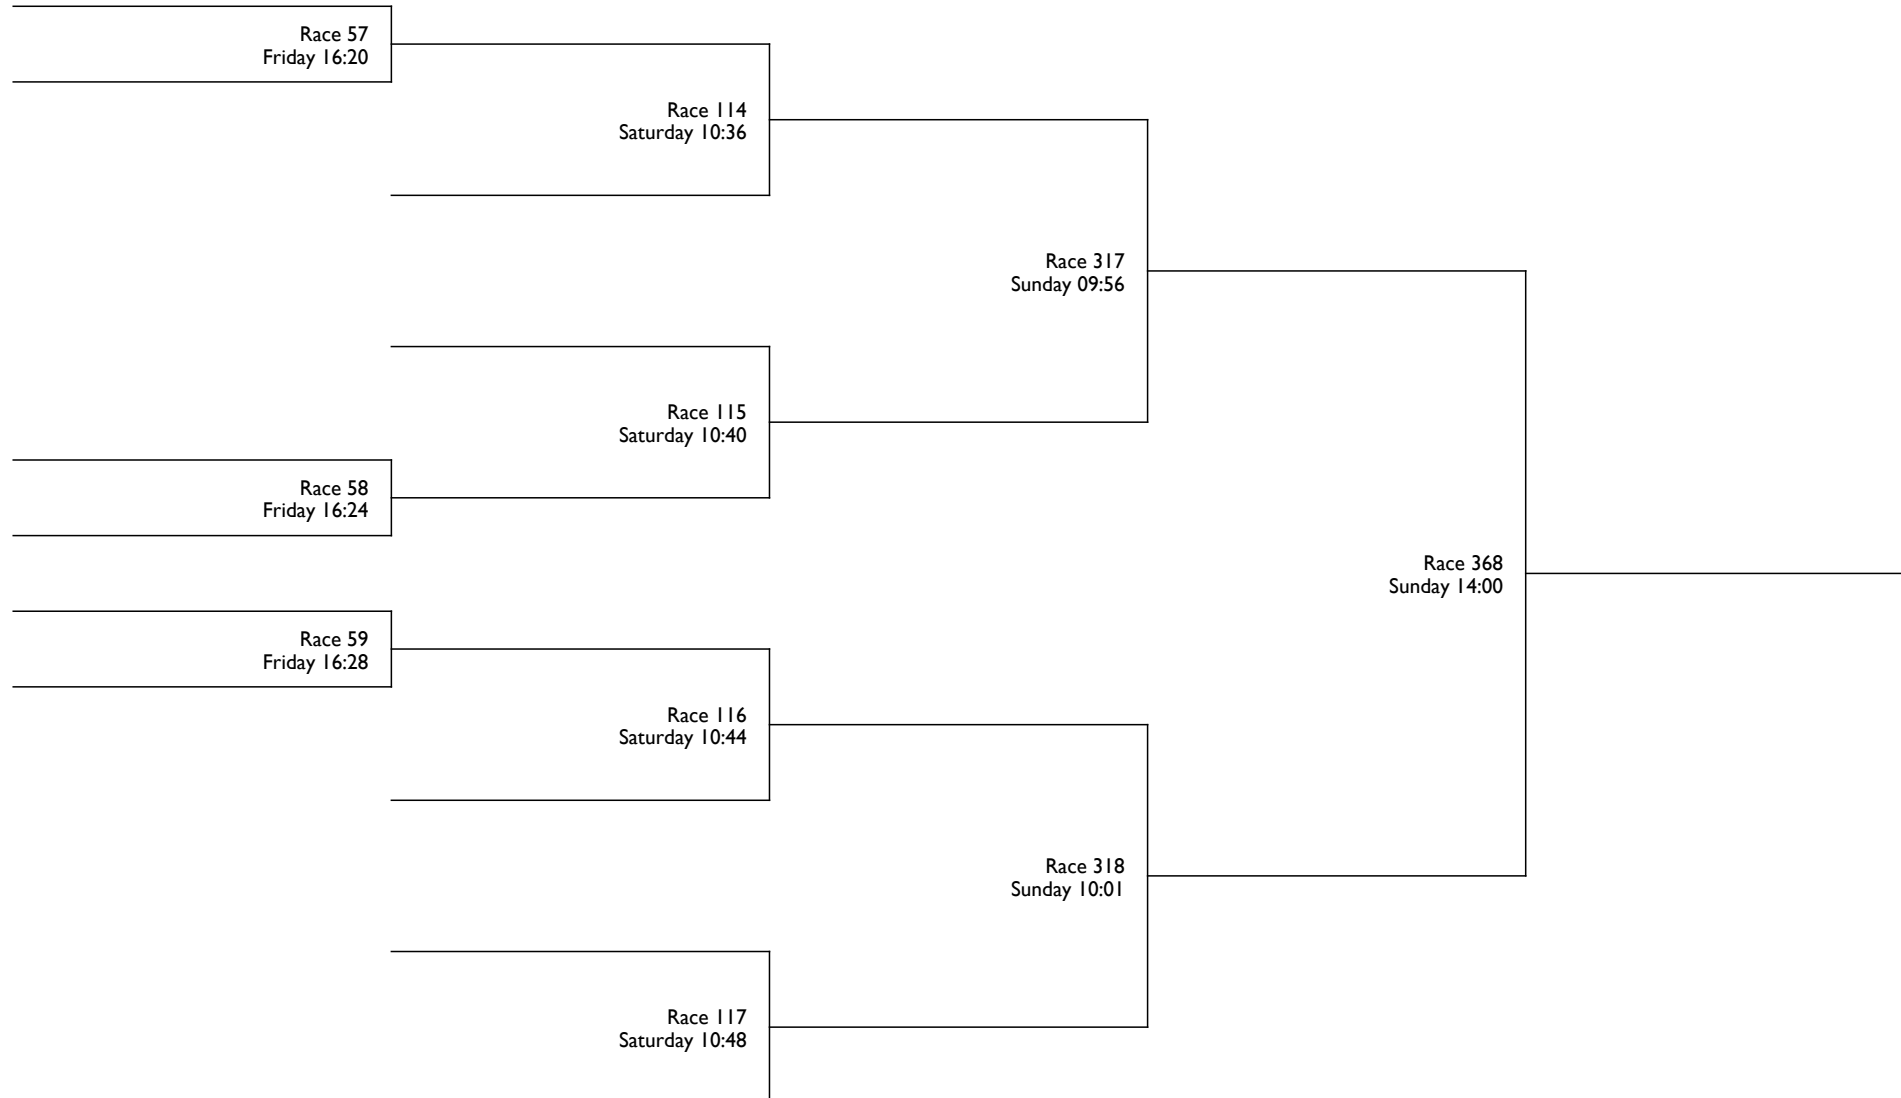 Race 57
Friday 16:20
Race 114
Saturday 10:36
Race 317
Sunday 09:56
Race 115
Saturday 10:40
Race 58
Friday 16:24
Race 368
Sunday 14:00
Race 59
Friday 16:28
Race 116
Saturday 10:44
Race 318
Sunday 10:01
Race 117
Saturday 10:48